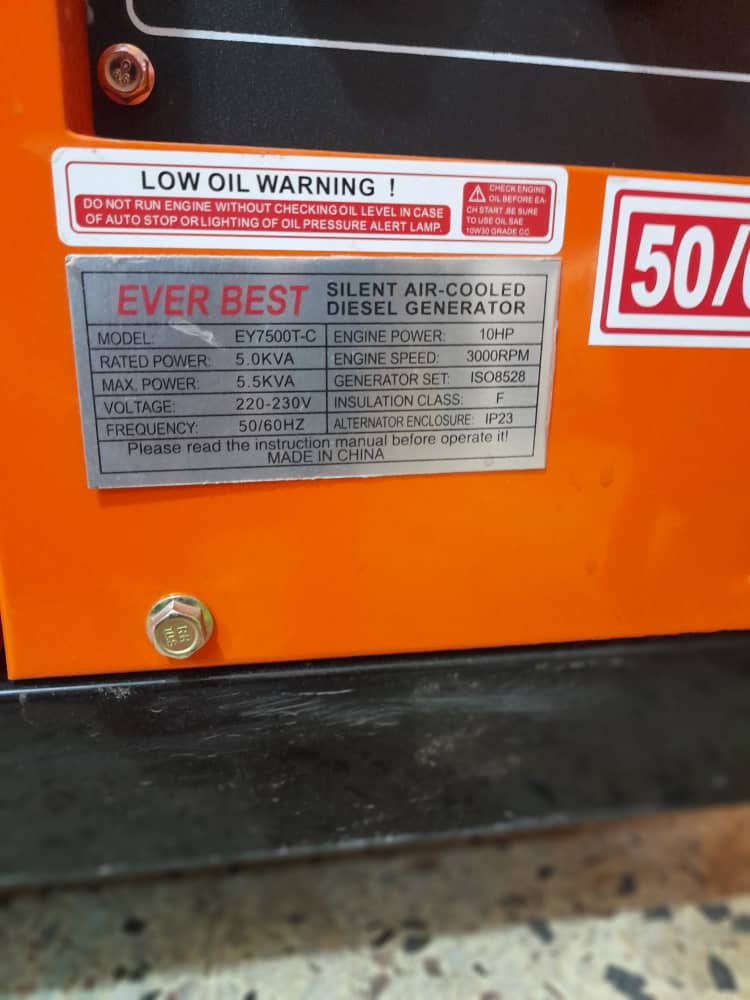 LOW OIL WARNING !
DO NOT RUN ENGINE WITHOUT CHECKING OIL LEVEL IN CASE
OF AUTO STOP OR LIGHTING OF OIL PRESSURE ALERT LAMP.
CHECK ENGINE
OIL BEFORE EA-
CH START.BE SURE
TO USE OIL SAE
10W30 GRADE CC
50/
EVER BEST
SILENT AIR-COOLED
DIESEL GENERATOR
MODEL: EY7500T-C ENGINE POWER: 10HP
RATED POWER: 5.0KVA ENGINE SPEED: 3000RPM
MAX. POWER: 5.5KVA GENERATOR SET: ISO8528
VOLTAGE: 220-230V INSULATION CLASS: F
FREQUENCY: 50/60HZ ALTERNATOR ENCLOSURE: IP23
Please read the instruction manual before operate it!
MADE IN CHINA